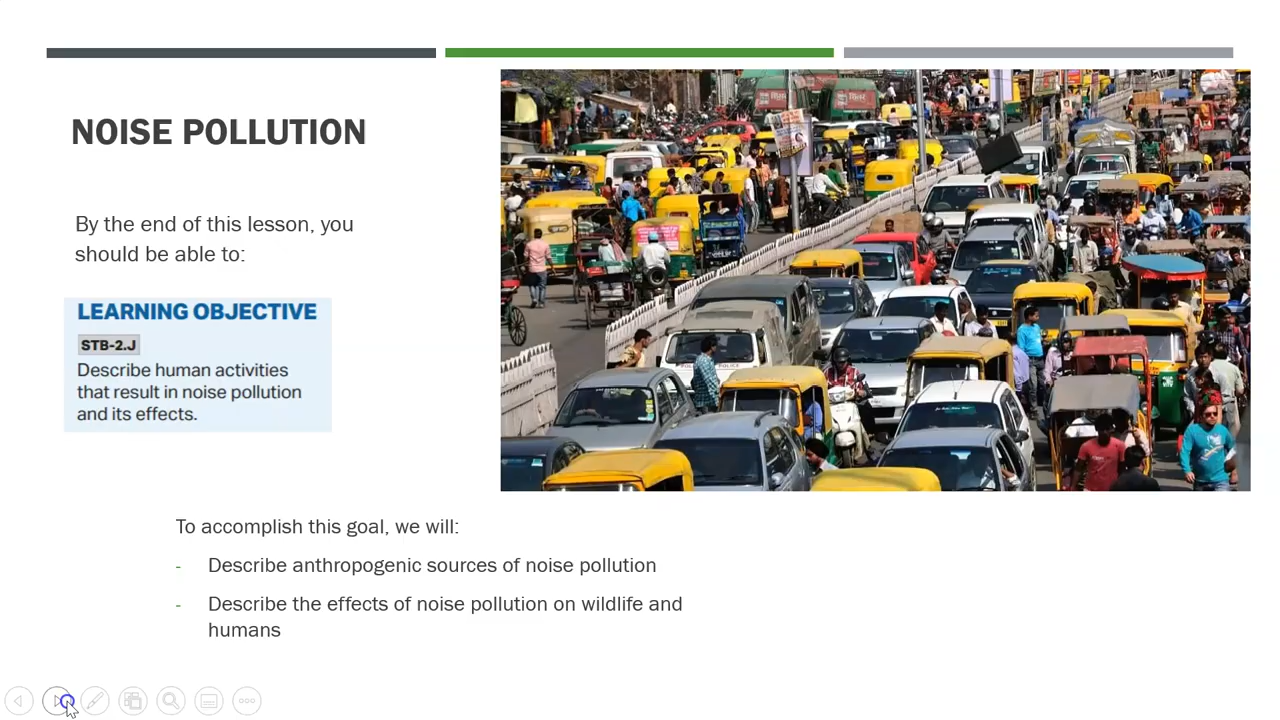 NOISE POLLUTION
By the end of this lesson, you
should be able to:
LEARNING OBJECTIVE
STB-2.J
Describe human activities
that result in noise pollution
and its effects.
To accomplish this goal, we will:
- Describe anthropogenic sources of noise pollution
- Describe the effects of noise pollution on wildlife and
humans